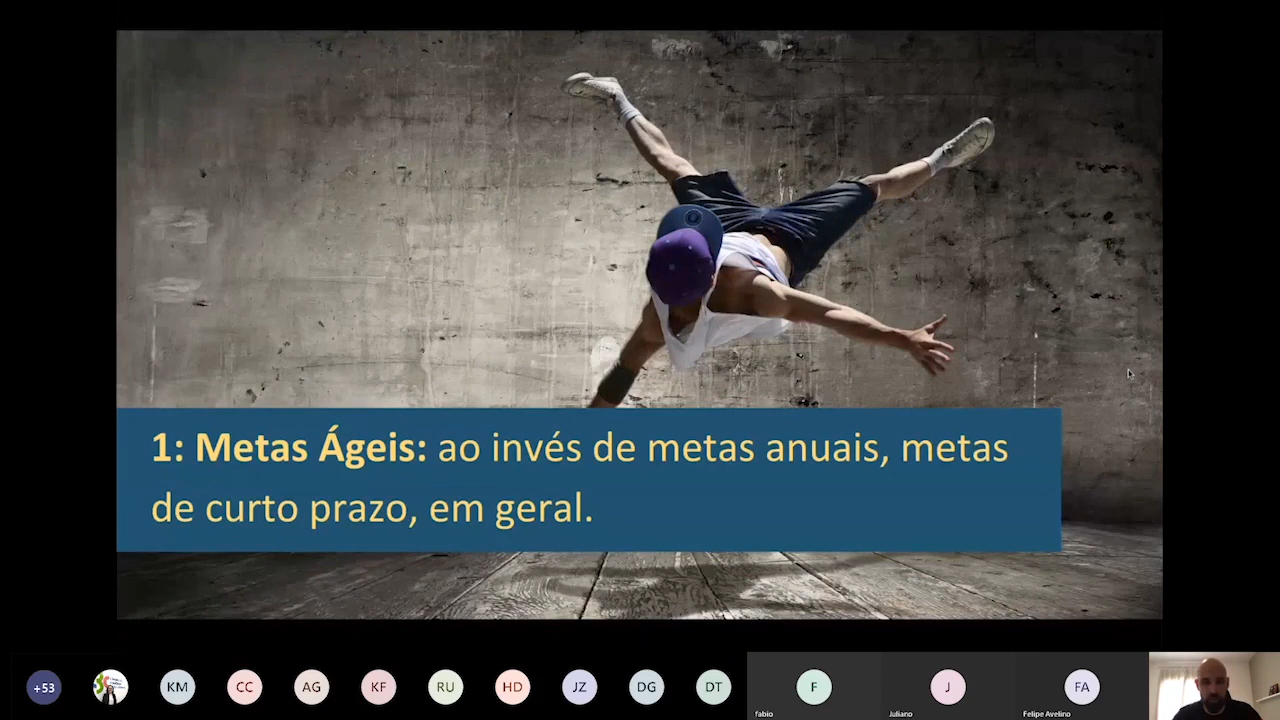 1: Metas Ágeis: ao invés de metas anuais, metas
de curto prazo, em geral.
+53
KM
CC
AG
KF
RU
HD
JZ
DG
DT
F
J
FA
fabio
Juliano
Felipe Avelino